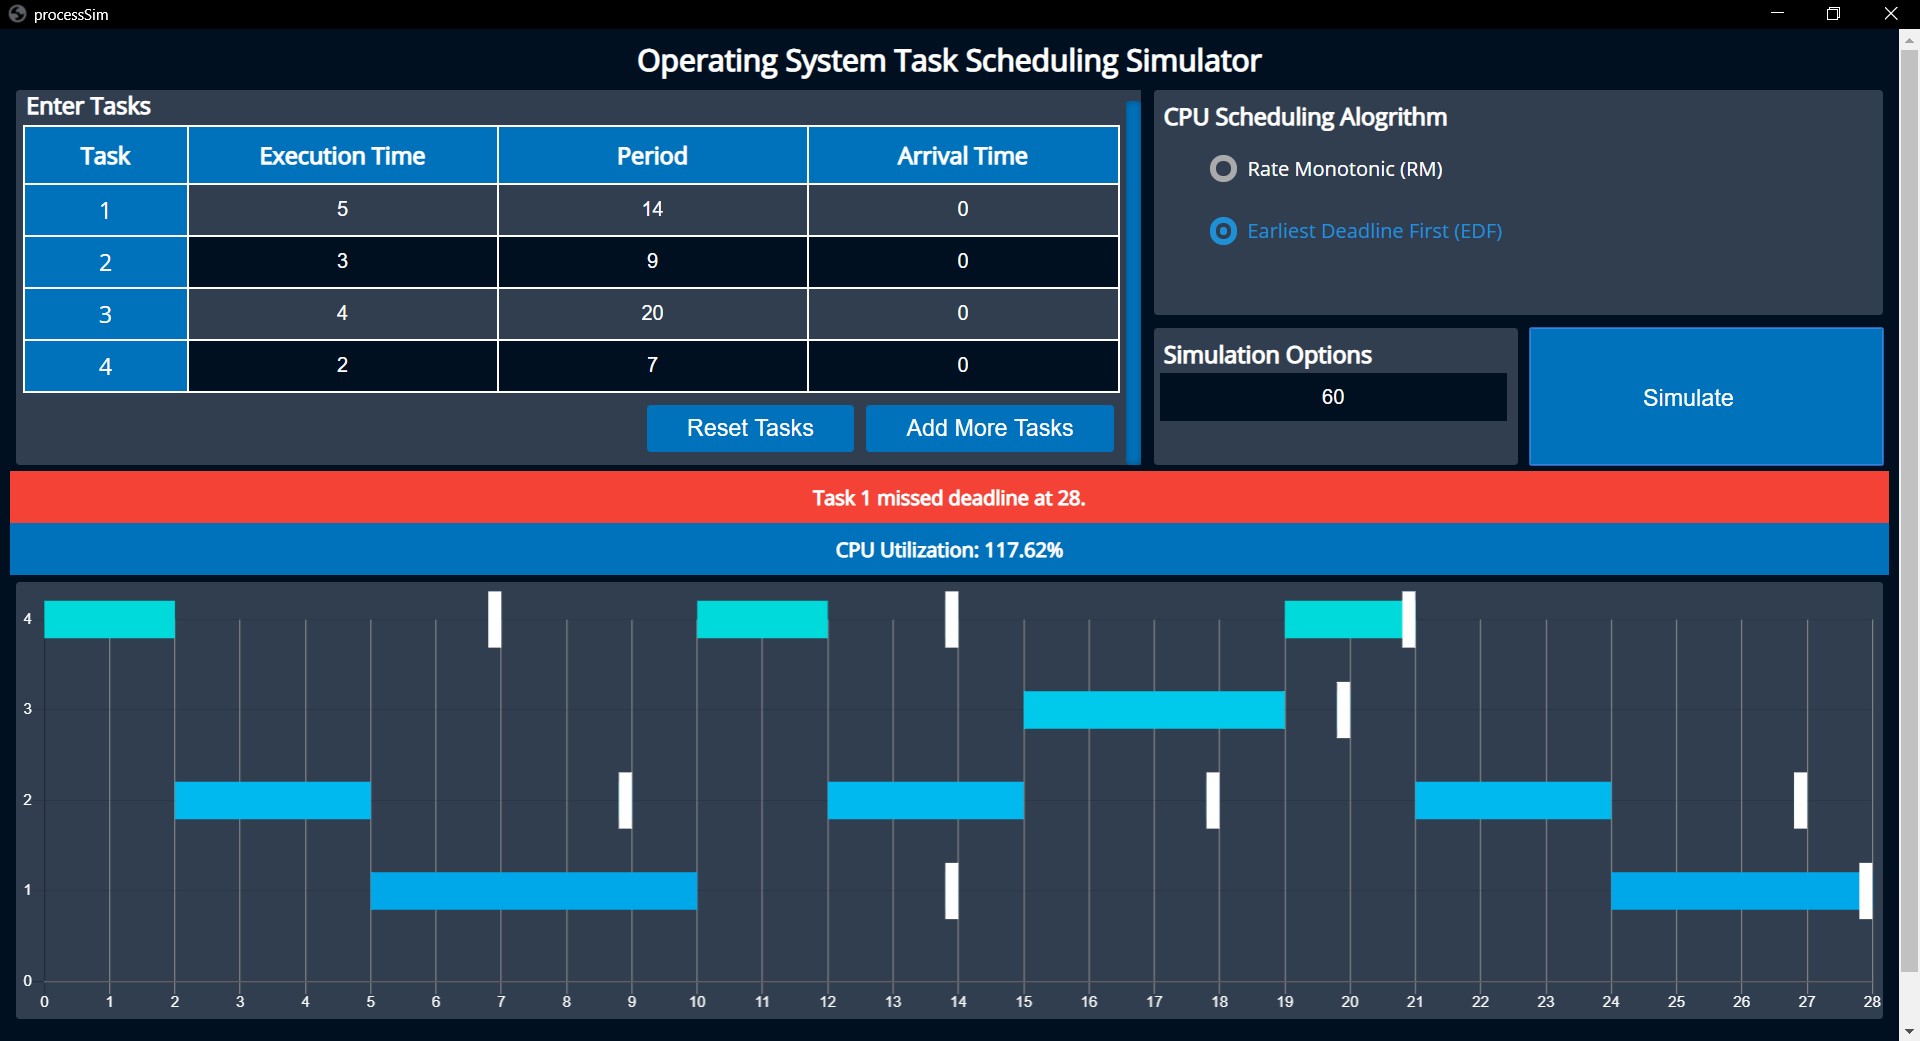 processSim
Operating System Task Scheduling Simulator
Enter Tasks
Task Execution Time Period Arrival Time
1 5 14 0
2 3 9 0
3 4 20 0
4 2 7 0
Reset Tasks Add More Tasks
CPU Scheduling Alogrithm
Rate Monotonic (RM)
Earliest Deadline First (EDF)
Simulation Options
60
Simulate
Task 1 missed deadline at 28.
CPU Utilization: 117.62%
4
3
2
1
0
0 1 2 3 4 5 6 7 8 9 10 11 12 13 14 15 16 17 18 19 20 21 22 23 24 25 26 27 28